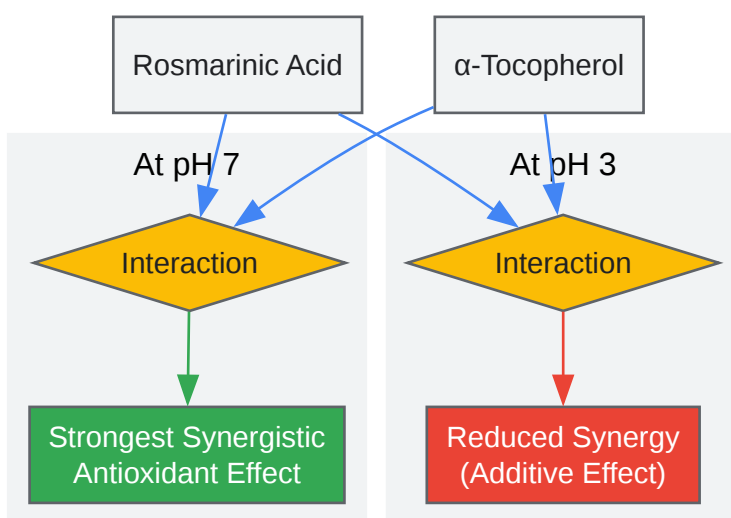 Rosmarinic Acid
α-Tocopherol
At pH 7
At pH 3
Interaction
Interaction
Strongest Synergistic
Antioxidant Effect
Reduced Synergy
(Additive Effect)